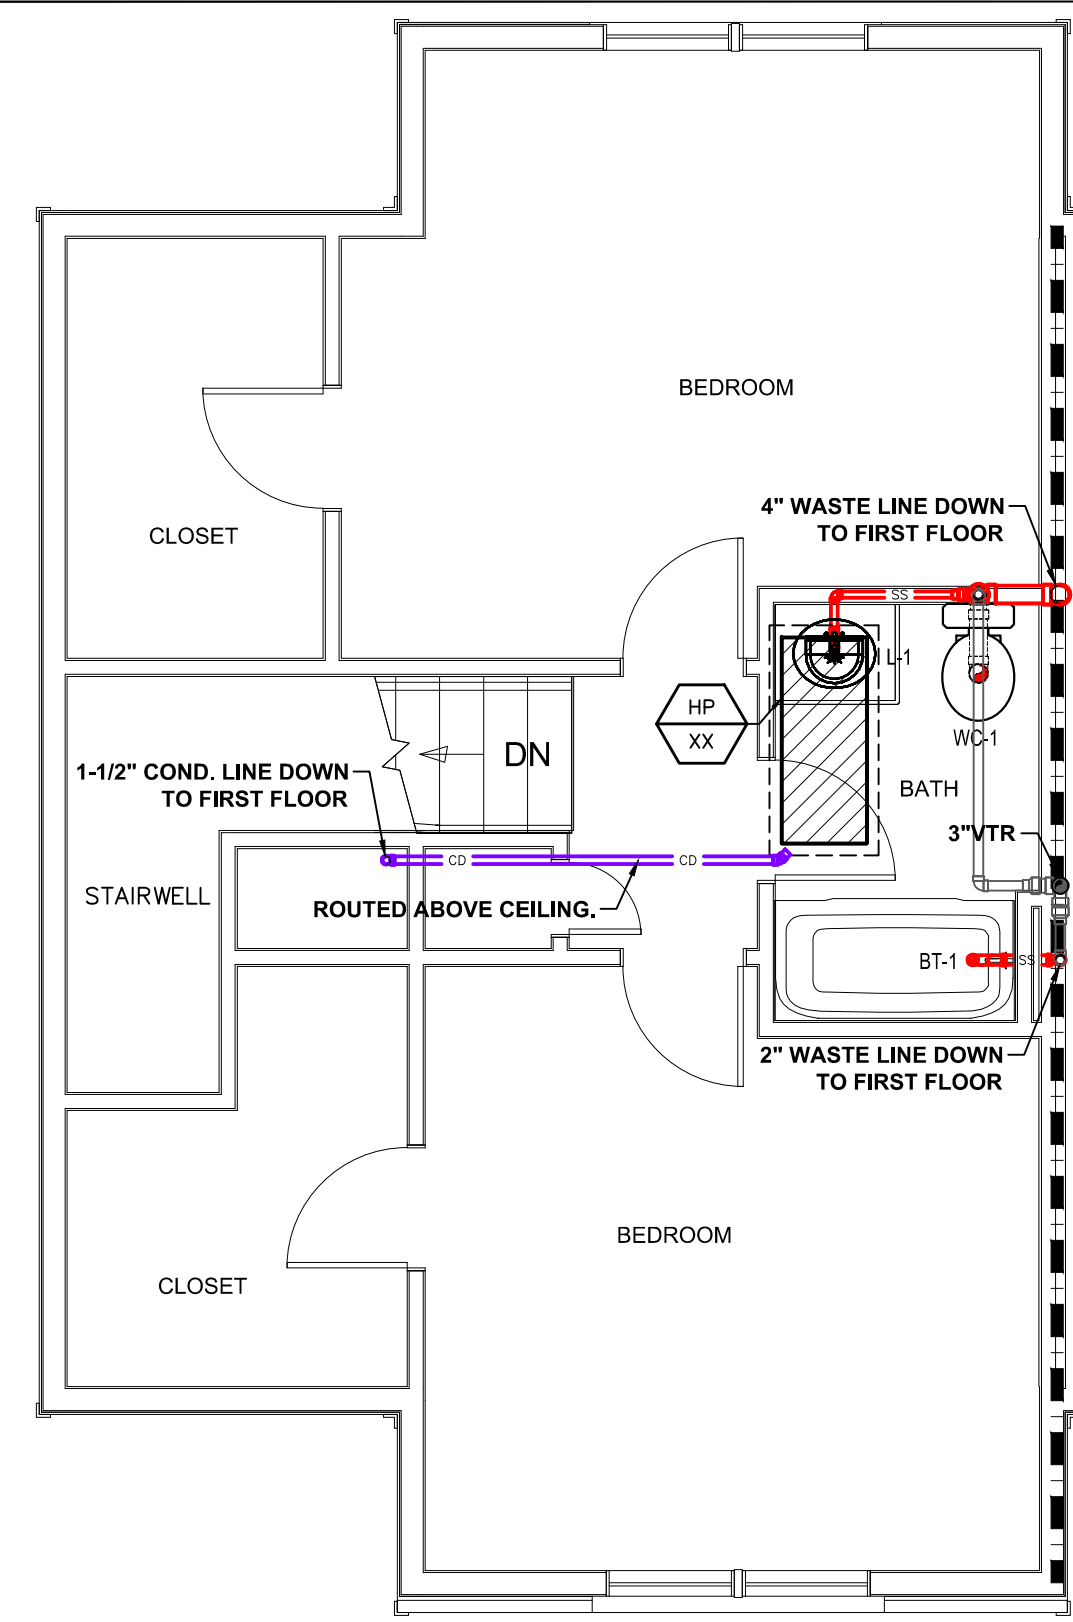 BEDROOM
CLOSET
4" WASTE LINE DOWN
TO FIRST FLOOR
SS
L-1
HP
XX
WC-1
DN
1-1/2" COND. LINE DOWN
TO FIRST FLOOR
BATH
3"VTR
CD
CD
STAIRWELL
ROUTED ABOVE CEILING.
BT-1
SS
2" WASTE LINE DOWN
TO FIRST FLOOR
BEDROOM
CLOSET